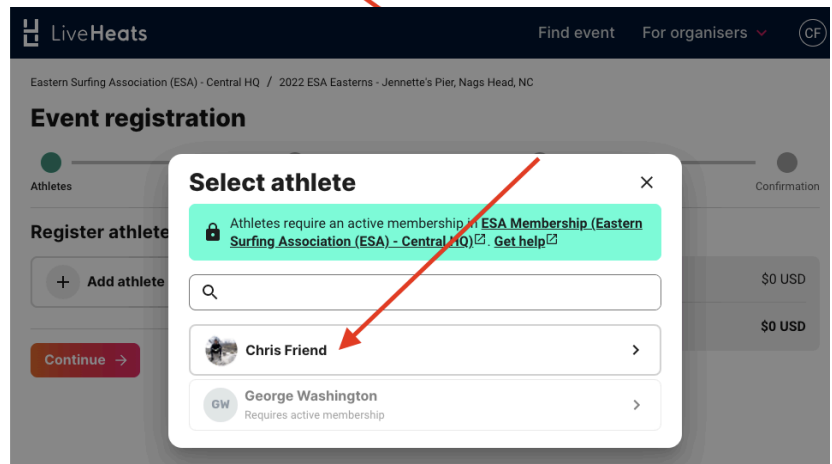 LiveHeats
Find event For organisers CF
Eastern Surfing Association (ESA) - Central HQ / 2022 ESA Easterns - Jennette's Pier, Nags Head, NC
Event registration
Athletes
Confirmation
Select athlete
Athletes require an active membership in ESA Membership (Eastern
Surfing Association (ESA) - Central HQ). Get help
Register athlete
+ Add athlete
$0 USD
$0 USD
Continue →
Chris Friend
GW
George Washington
Requires active membership